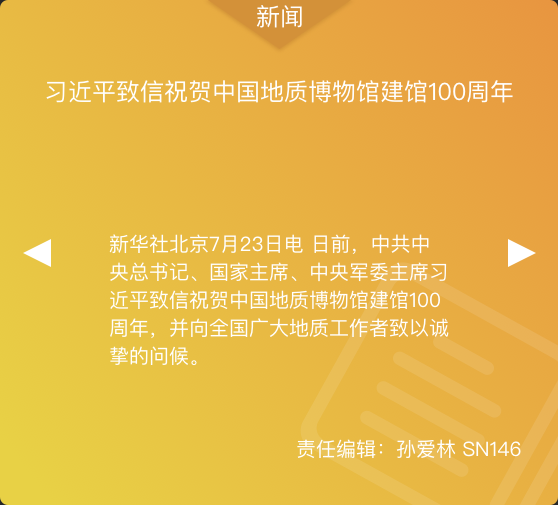 新闻
习近平致信祝贺中国地质博物馆建馆100周年
新华社北京7月23日电 日前，中共中
央总书记、国家主席、中央军委主席习
近平致信祝贺中国地质博物馆建馆100
周年，并向全国广大地质工作者致以诚
挚的问候。
责任编辑：孙爱林 SN146